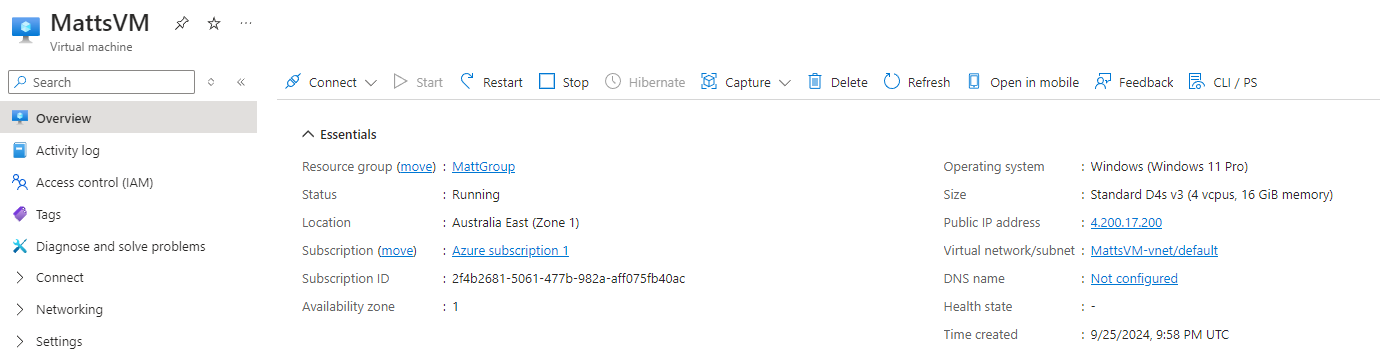 MattsVM
Virtual machine
Search
Overview
Activity log
Access control (IAM)
Tags
Diagnose and solve problems
Connect
Networking
Settings
Connect Start Restart Stop Hibernate Capture Delete Refresh Open in mobile Feedback CLI / PS
Essentials
Resource group (move) : MattGroup
Status : Running
Location : Australia East (Zone 1)
Subscription (move) : Azure subscription 1
Subscription ID : 2f4b2681-5061-477b-982a-aff075fb40ac
Availability zone : 1
Operating system : Windows (Windows 11 Pro)
Size : Standard D4s v3 (4 vcpus, 16 GiB memory)
Public IP address : 4.200.17.200
Virtual network/subnet : MattsVM-vnet/default
DNS name : Not configured
Health state : -
Time created : 9/25/2024, 9:58 PM UTC